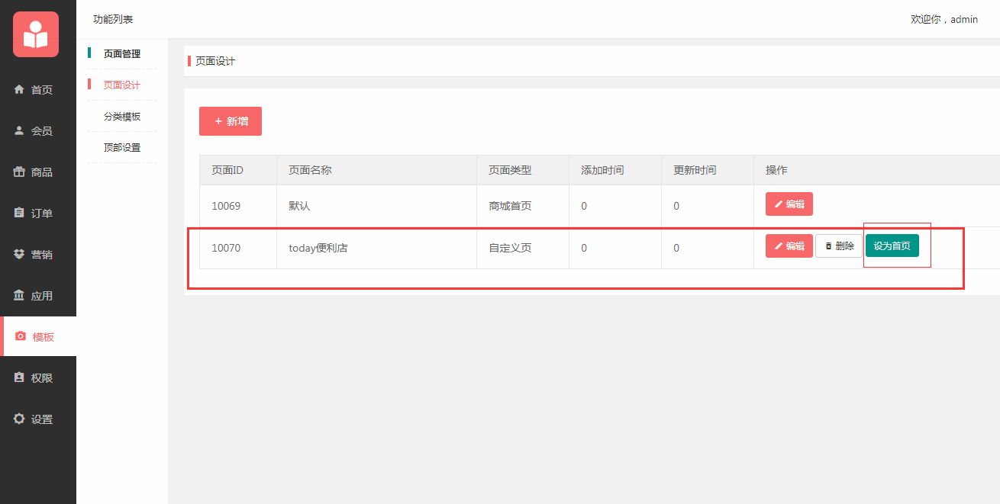 功能列表
欢迎你，admin
首页
会员
商品
订单
营销
应用
模板
权限
设置
页面管理
页面设计
分类模板
顶部设置
页面设计
+ 新增
页面ID 页面名称 页面类型 添加时间 更新时间 操作
10069 默认 商城首页 0 0 编辑
10070 today便利店 自定义页 0 0 编辑 删除 设为首页